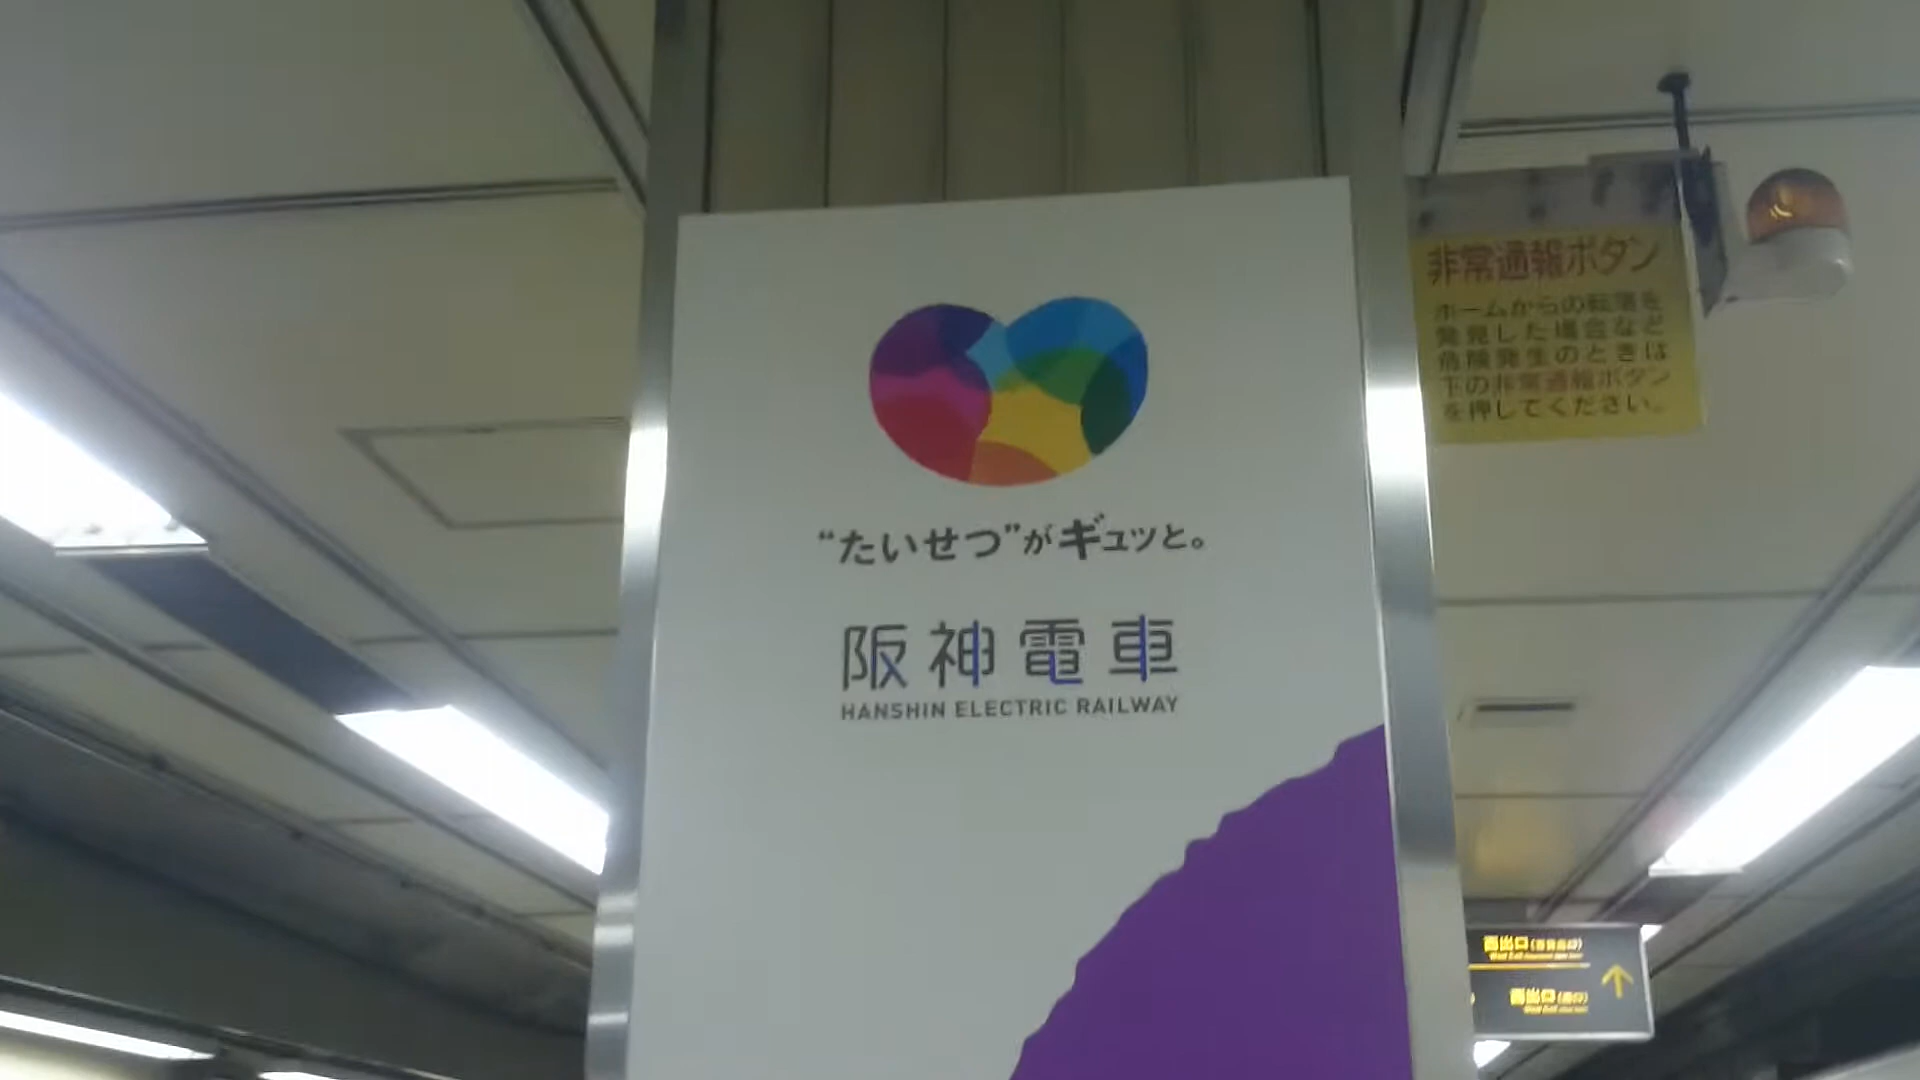 “たいせつ”がギュッと。
阪神電車
HANSHIN ELECTRIC RAILWAY
非常通報ボタン
ホームからの転落を
発見した場合など
危険発生のときは
下の非常通報ボタン
を押してください。
西出口
西出口